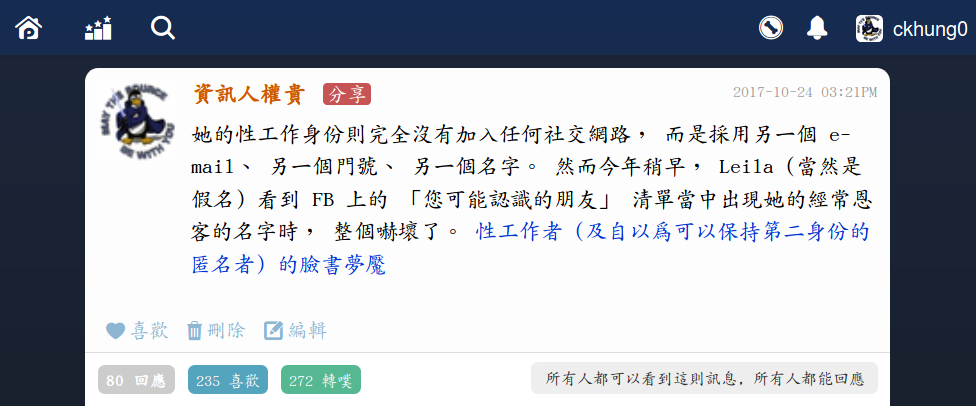 ckhung0
資訊人權貴 分享 2017-10-24 03:21PM
她的性工作身份則完全沒有加入任何社交網路， 而是採用另一個 e-
mail、 另一個門號、 另一個名字。 然而今年稍早， Leila (當然是
假名) 看到 FB 上的 「您可能認識的朋友」 清單當中出現她的經常恩
客的名字時， 整個嚇壞了。 性工作者 (及自以為可以保持第二身份的
匿名者) 的臉書夢魘
喜歡 刪除 編輯
80 回應 235 喜歡 272 轉噗 所有人都可以看到這則訊息, 所有人都能回應
MAY THE SOURCE
BE WITH YOU